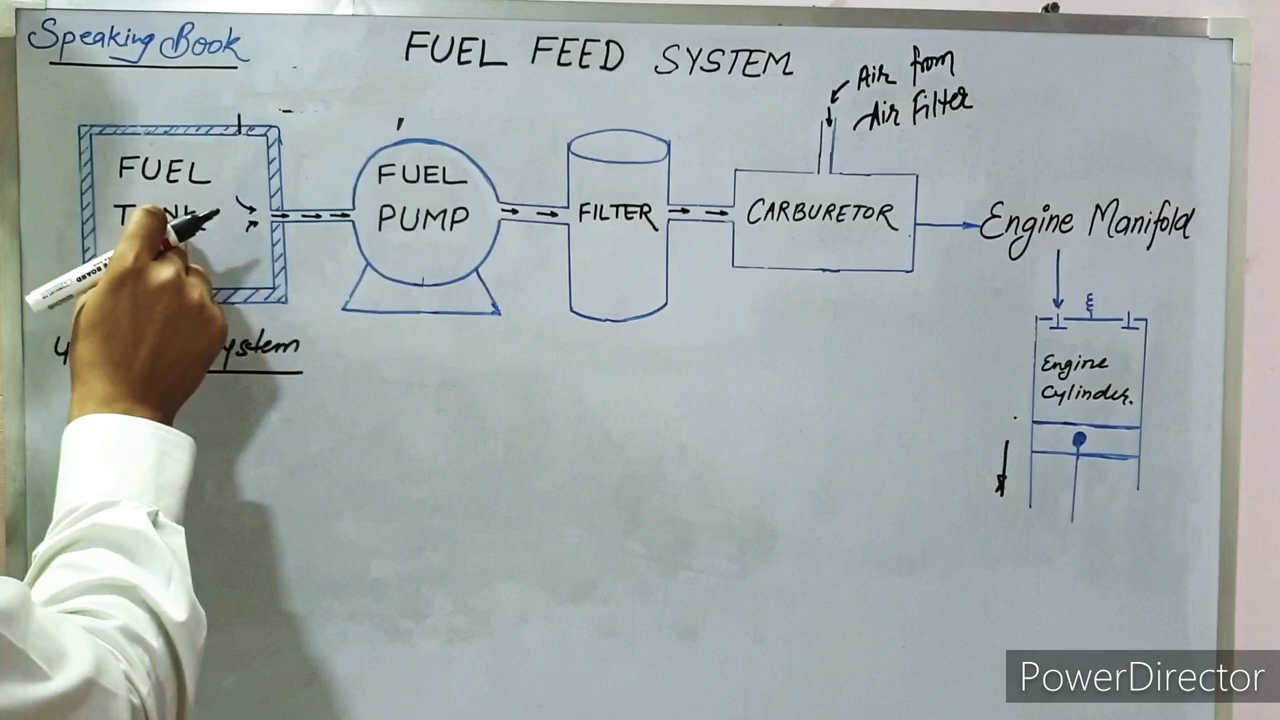 Speaking Book
FUEL FEED SYSTEM
Air from
Air Filter
FUEL
FUEL
PUMP
FILTER
CARBURETOR
Engine Manifold
Engine
Cylinder.
PowerDirector